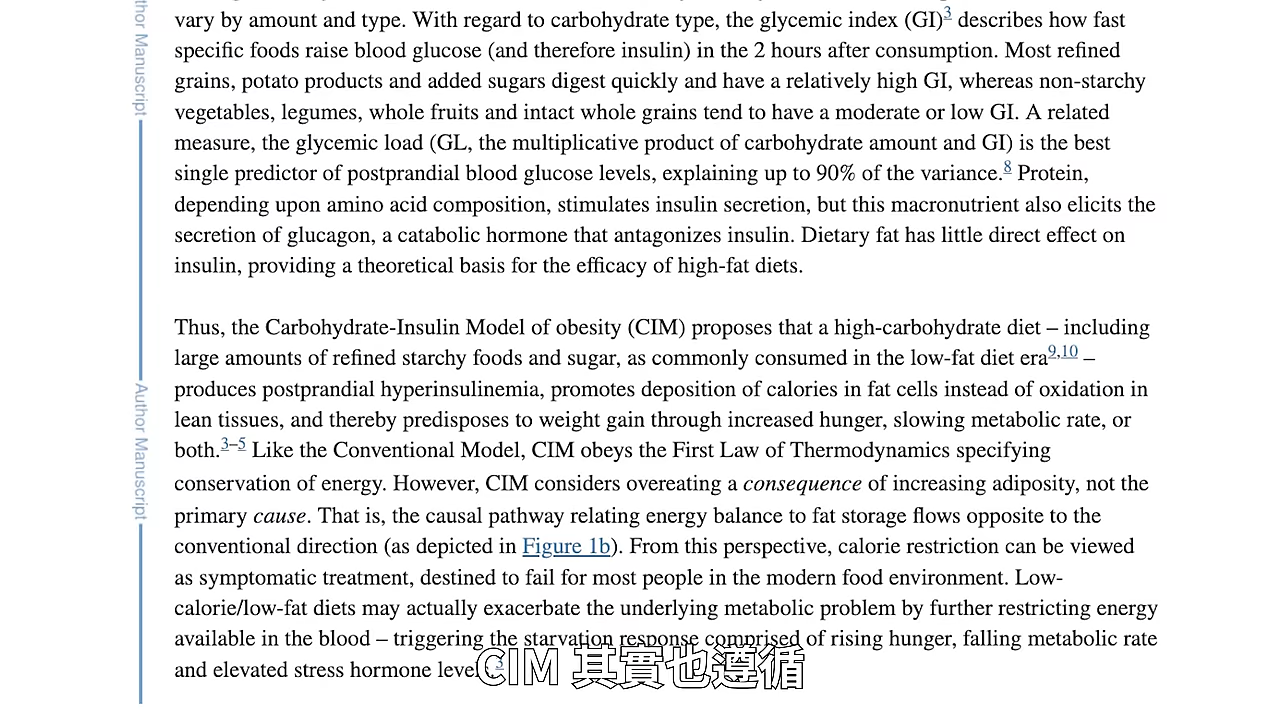 vary by amount and type. With regard to carbohydrate type, the glycemic index (GI)3 describes how fast
specific foods raise blood glucose (and therefore insulin) in the 2 hours after consumption. Most refined
grains, potato products and added sugars digest quickly and have a relatively high GI, whereas non-starchy
vegetables, legumes, whole fruits and intact whole grains tend to have a moderate or low GI. A related
measure, the glycemic load (GL, the multiplicative product of carbohydrate amount and GI) is the best
single predictor of postprandial blood glucose levels, explaining up to 90% of the variance.8 Protein,
depending upon amino acid composition, stimulates insulin secretion, but this macronutrient also elicits the
secretion of glucagon, a catabolic hormone that antagonizes insulin. Dietary fat has little direct effect on
insulin, providing a theoretical basis for the efficacy of high-fat diets.
Thus, the Carbohydrate-Insulin Model of obesity (CIM) proposes that a high-carbohydrate diet – including
large amounts of refined starchy foods and sugar, as commonly consumed in the low-fat diet era9,10 –
produces postprandial hyperinsulinemia, promotes deposition of calories in fat cells instead of oxidation in
lean tissues, and thereby predisposes to weight gain through increased hunger, slowing metabolic rate, or
both.3–5 Like the Conventional Model, CIM obeys the First Law of Thermodynamics specifying
conservation of energy. However, CIM considers overeating a consequence of increasing adiposity, not the
primary cause. That is, the causal pathway relating energy balance to fat storage flows opposite to the
conventional direction (as depicted in Figure 1b). From this perspective, calorie restriction can be viewed
as symptomatic treatment, destined to fail for most people in the modern food environment. Low-
calorie/low-fat diets may actually exacerbate the underlying metabolic problem by further restricting energy
available in the blood – triggering the starvation response comprised of rising hunger, falling metabolic rate
and elevated stress hormone level
CIM 其實也遵循
thor Manuscript
Author Manuscript